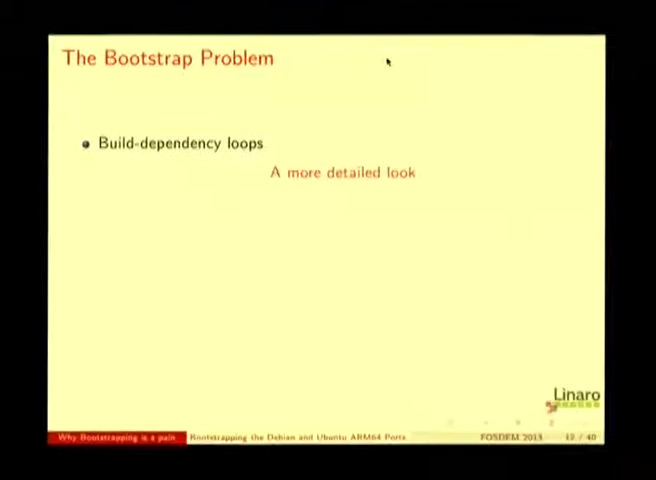 The Bootstrap Problem
Build-dependency loops
A more detailed look
Linaro
Why Bootstrapping is a pain
Bootstrapping the Debian and Ubuntu ARM64 Ports
FOSDEM 2013
12 / 40